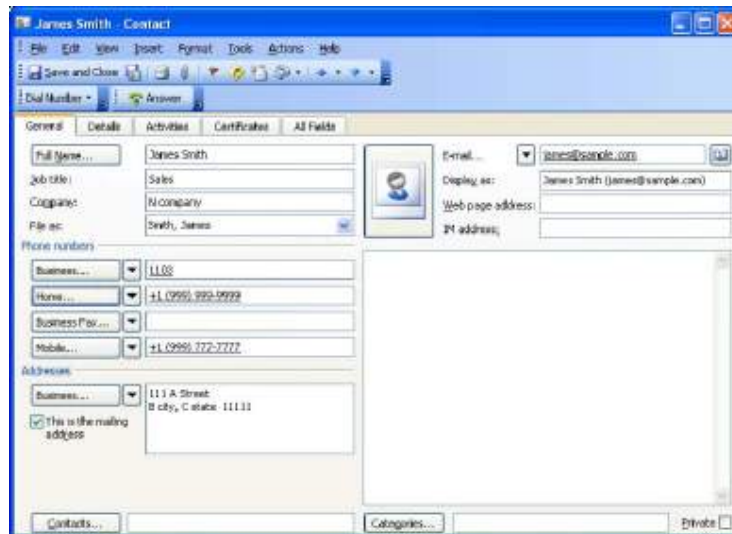 James Smith - Contact
File Edit View Insert Format Tools Actions Help
Save and Close
Dial Number Answer
General Details Activities Certificates All Fields
Full Name... James Smith
Job title: Sales
Company: N company
File as: Smith, James
E-mail... james@sample.com
Display as: James Smith (james@sample.com)
Web page address:
IM address:
Phone numbers
Business... 1102
Home... +1 (999) 999-9999
Business Fax...
Mobile... +1 (999) 777-7777
Addresses
Business... 111 A Street
B city, C state 11111
This is the mailing
address
Contacts... Categories... Private